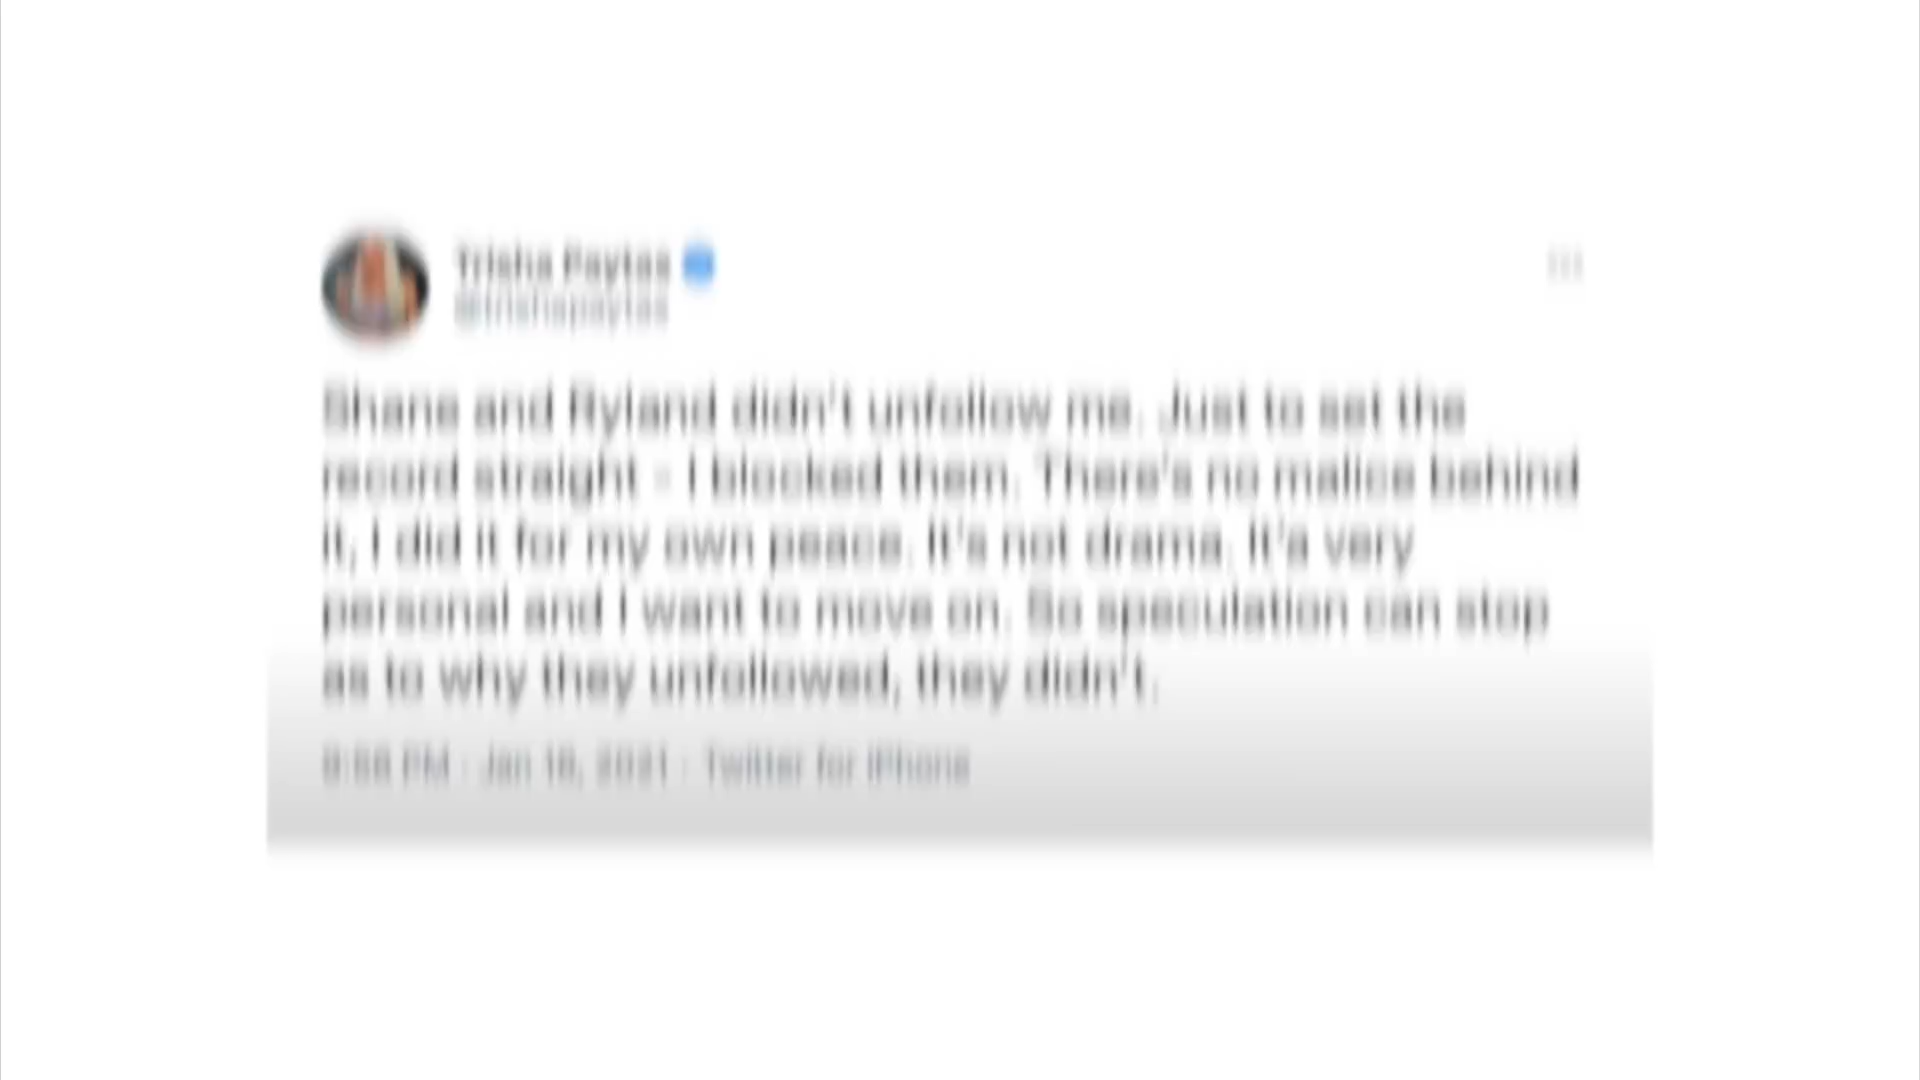 Trisha Paytas
@trishapaytas
Shane and Ryland didn't unfollow me. Just to set the
record straight - I blocked them. There's no malice behind
it, I did it for my own peace. It's not drama. It's very
personal and I want to move on. So speculation can stop
as to why they unfollowed, they didn't.
PM · Jan 2021 · Twitter for iPhone